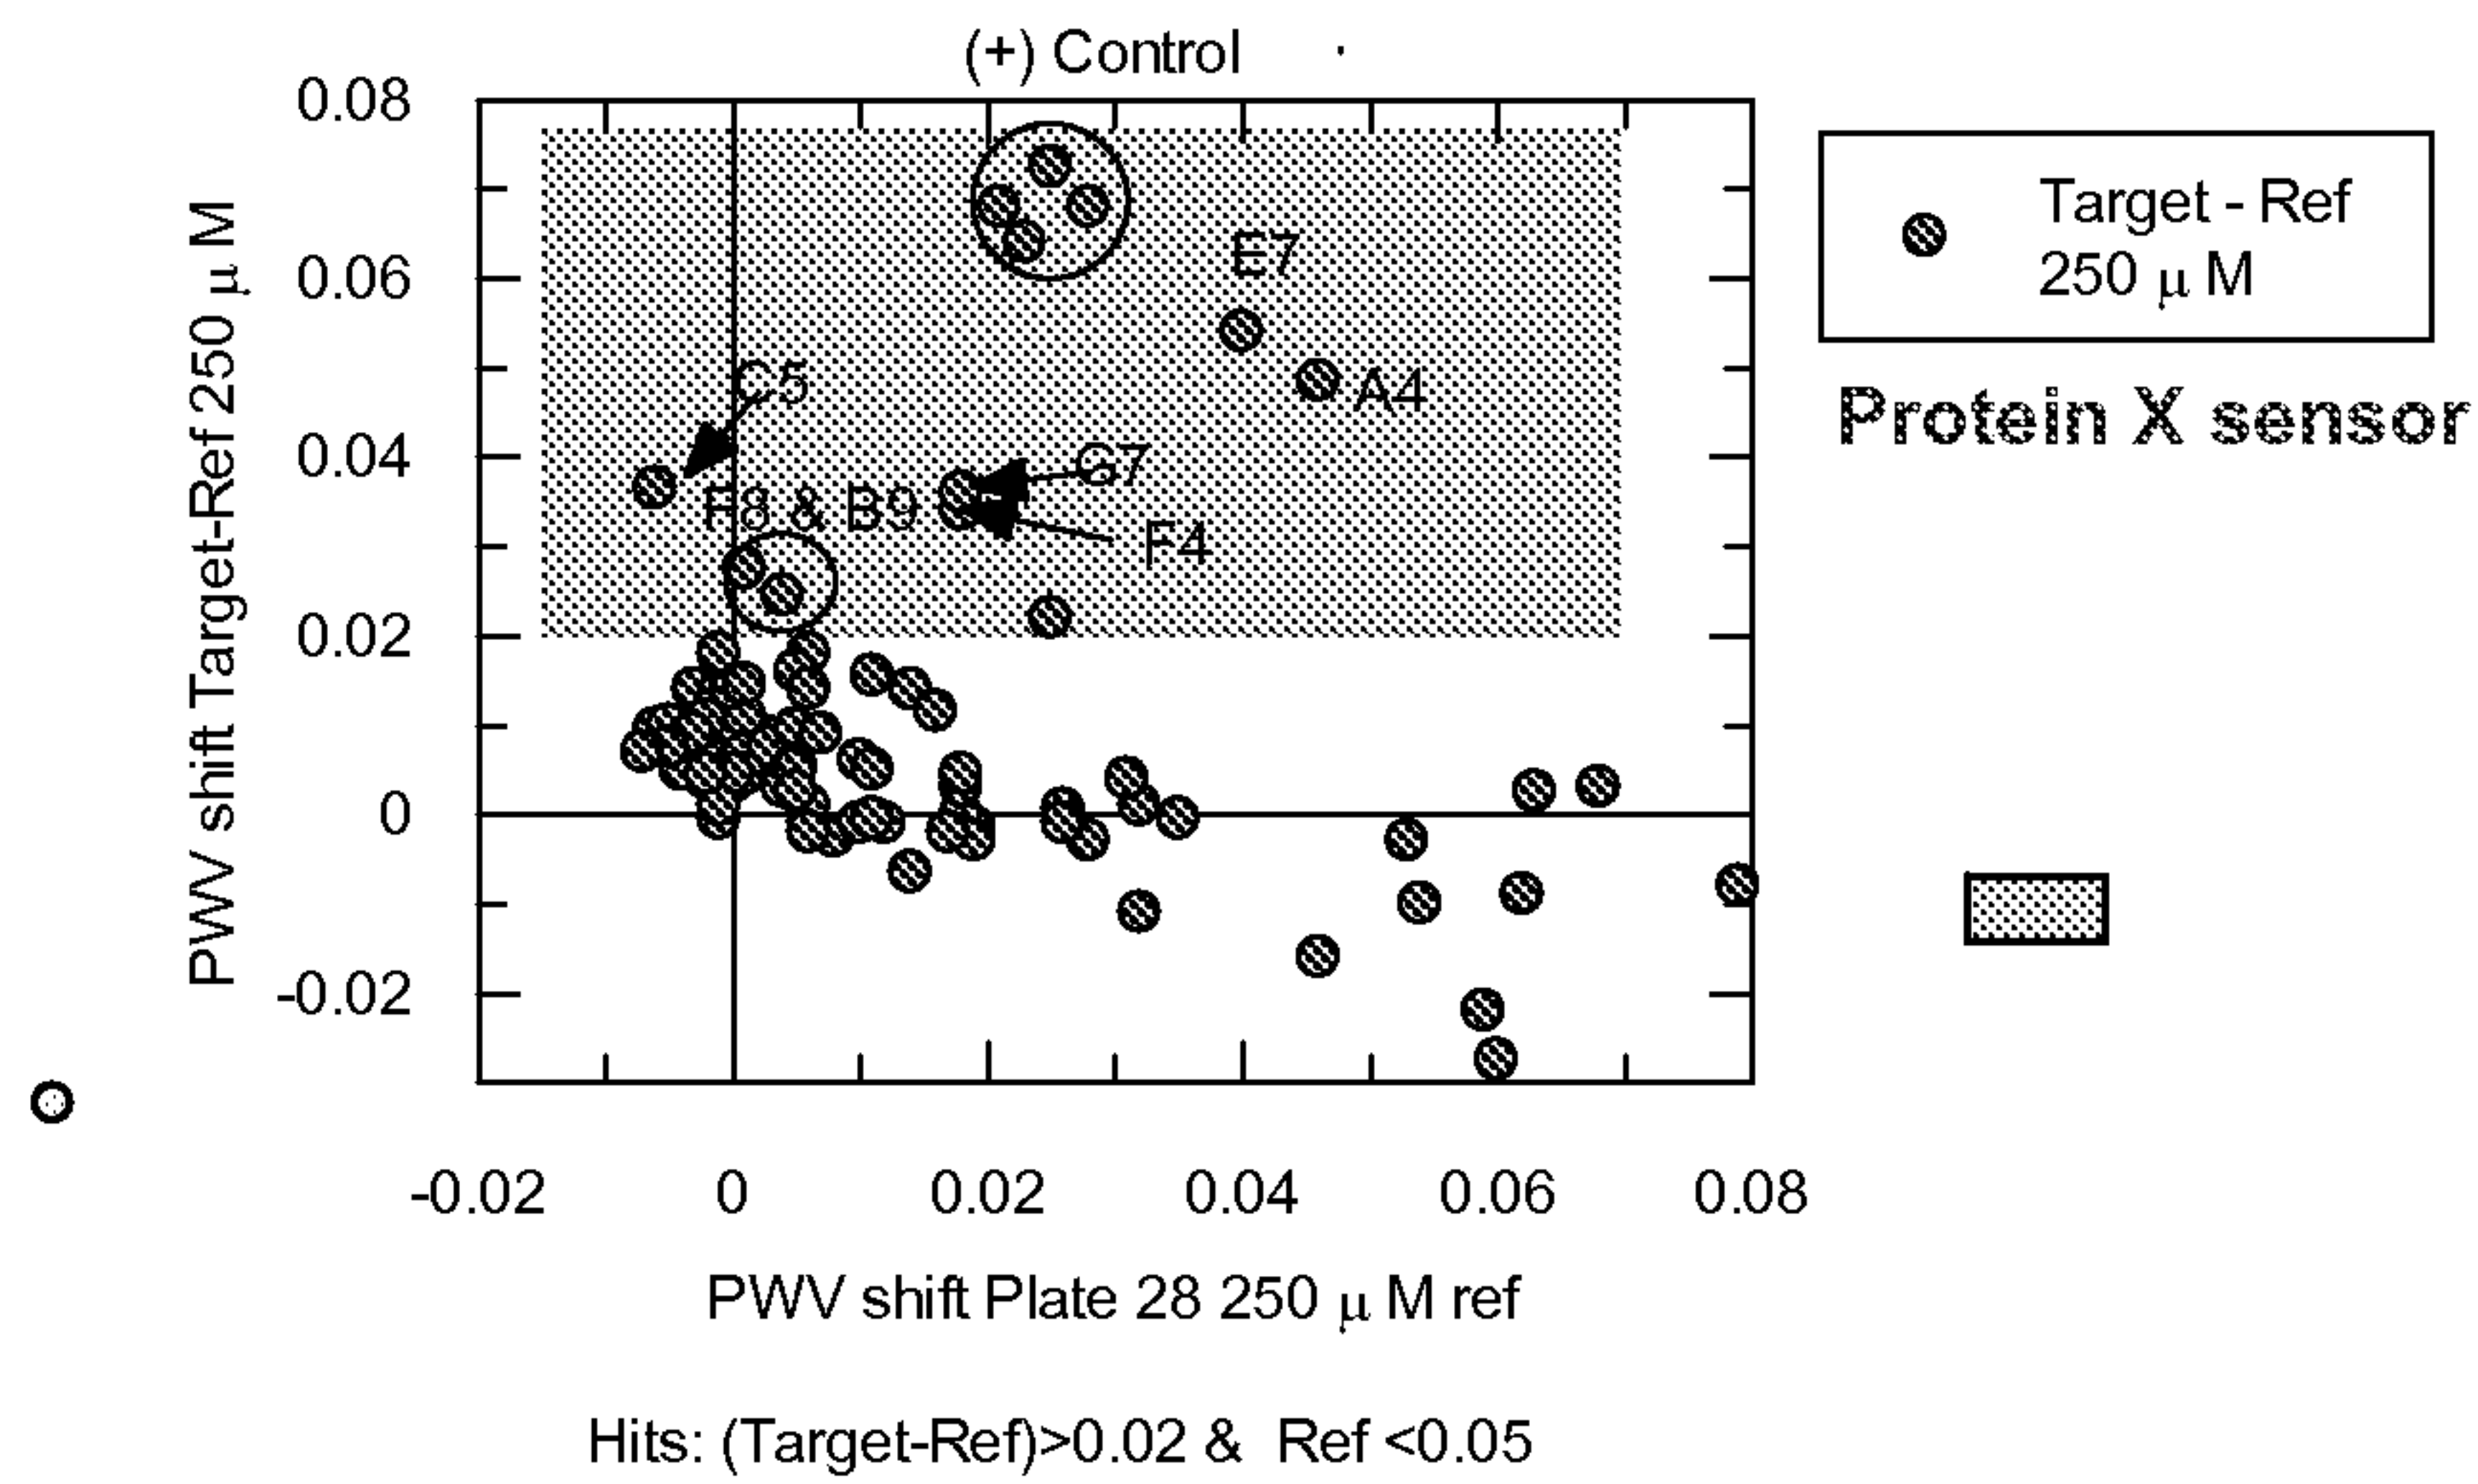 (+) Control
0.08
0.06
0.04
0.02
0
-0.02
PWV shift Target-Ref 250 μ M
E7
A4
C5
G7
F8 & B9
F4
Target - Ref
250 μ M
Protein X sensor
-0.02 0 0.02 0.04 0.06 0.08
PWV shift Plate 28 250 μ M ref
Hits: (Target-Ref)>0.02 & Ref <0.05